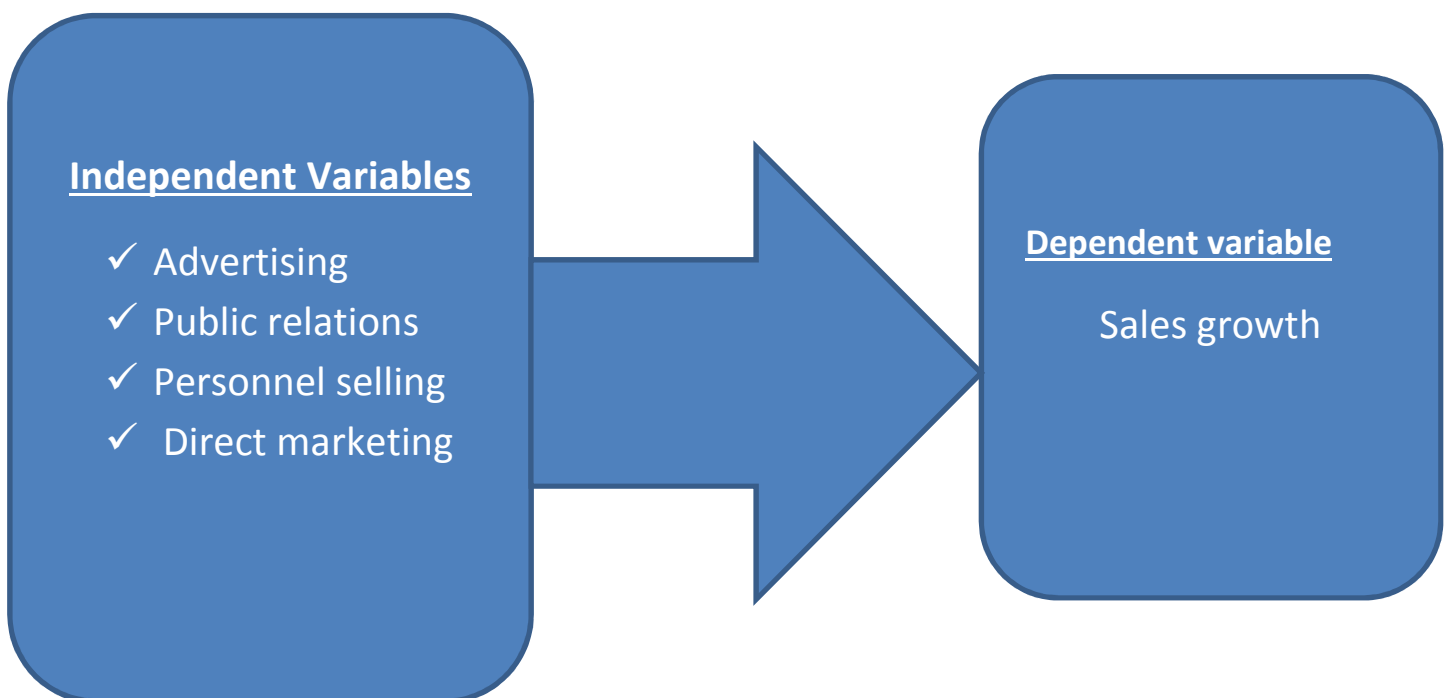 Independent Variables
✓ Advertising
✓ Public relations
✓ Personnel selling
✓ Direct marketing
Dependent variable
Sales growth